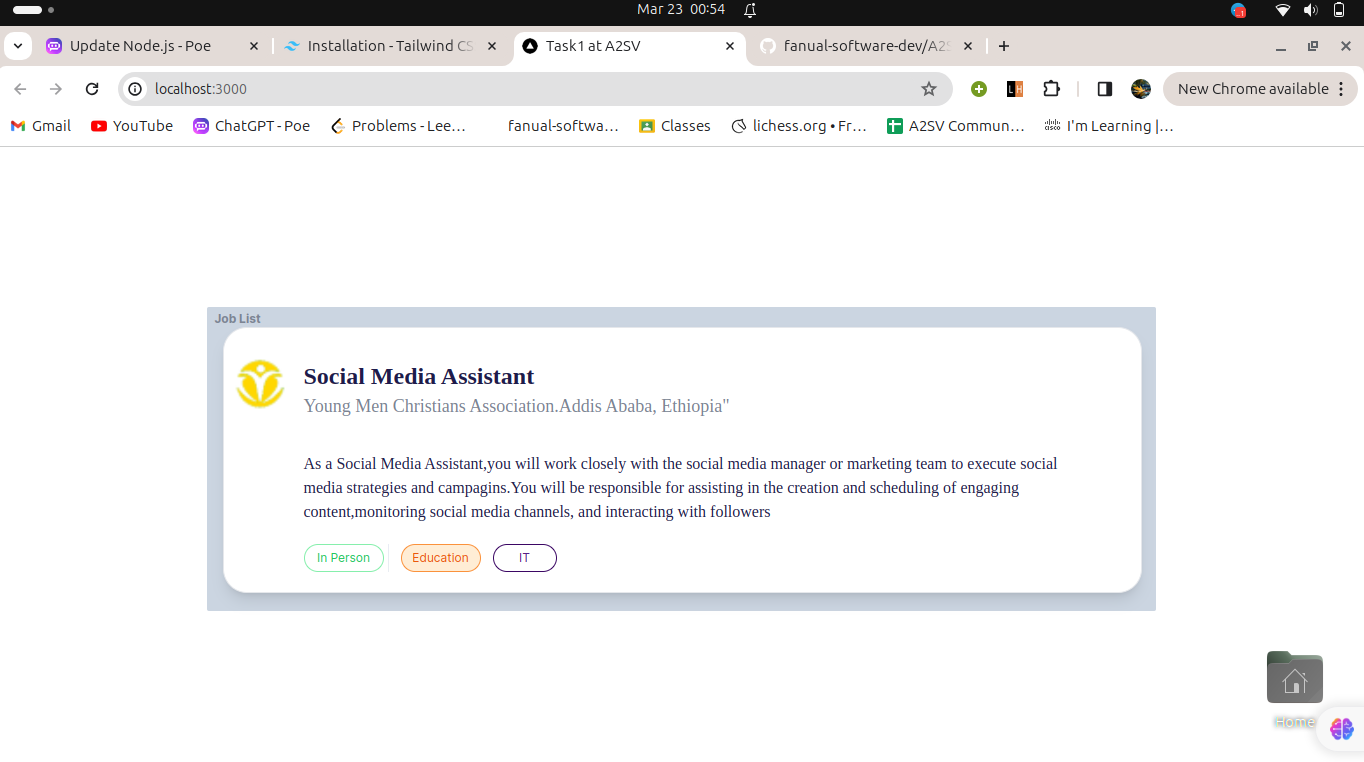 Mar 23 00:54
Update Node.js - Poe
Installation - Tailwind CS
Task1 at A2SV
fanual-software-dev/A2S
localhost:3000
L H
New Chrome available
Gmail
YouTube
ChatGPT - Poe
Problems - Lee…
fanual-softwa…
Classes
lichess.org • Fr…
A2SV Commun…
cisco
I'm Learning |…
Job List
Social Media Assistant
Young Men Christians Association.Addis Ababa, Ethiopia"
As a Social Media Assistant,you will work closely with the social media manager or marketing team to execute social
media strategies and campagins.You will be responsible for assisting in the creation and scheduling of engaging
content,monitoring social media channels, and interacting with followers
In Person
Education
IT
Home